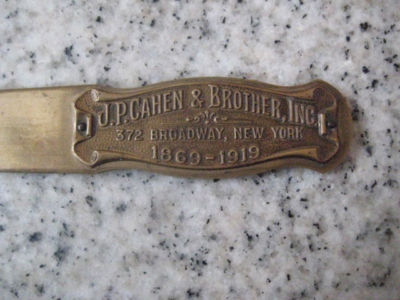 J.P. CAHEN & BROTHER, INC.
372 BROADWAY, NEW YORK
1869-1919